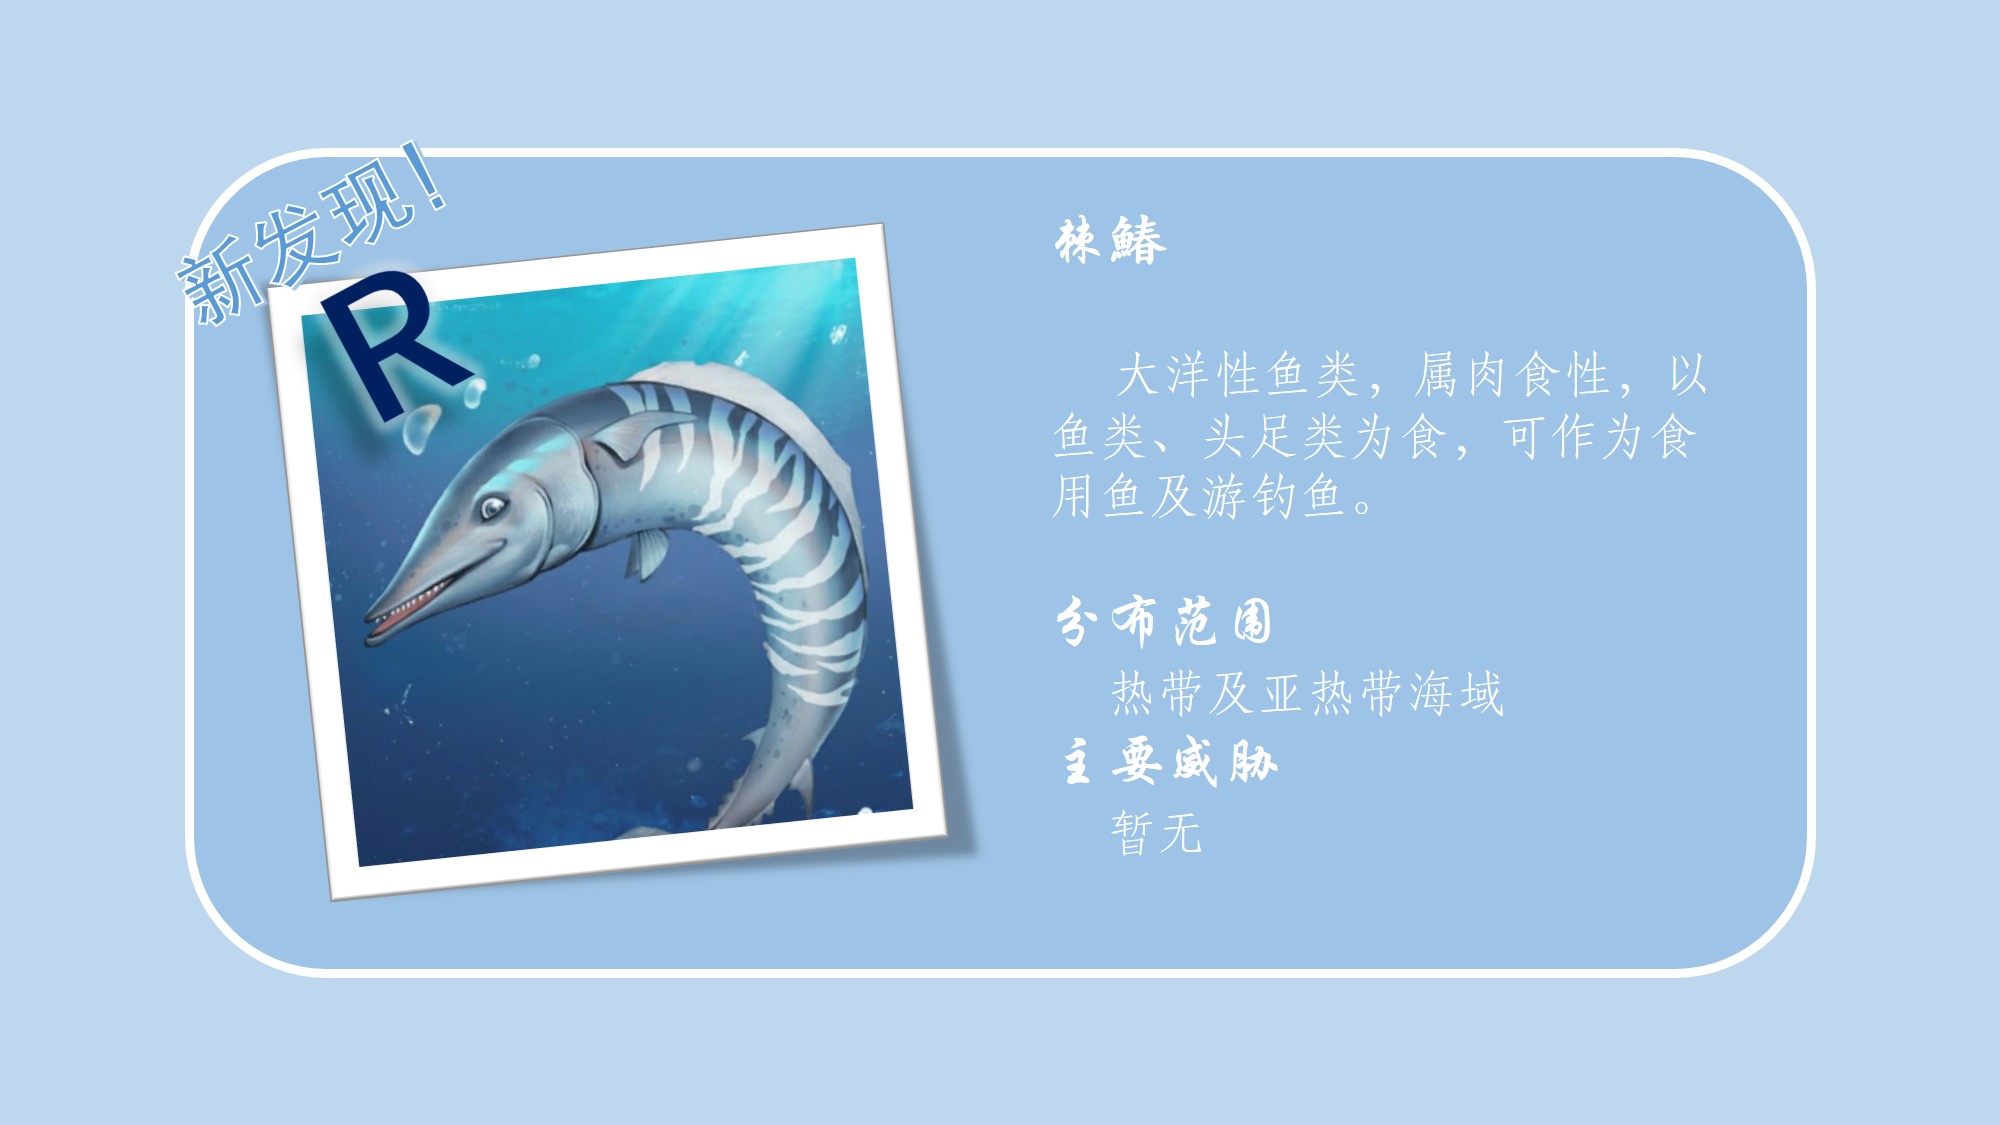 新发现!
R
棘鰆
大洋性鱼类，属肉食性，以
鱼类、头足类为食，可作为食
用鱼及游钓鱼。
分布范围
热带及亚热带海域
主要威胁
暂无